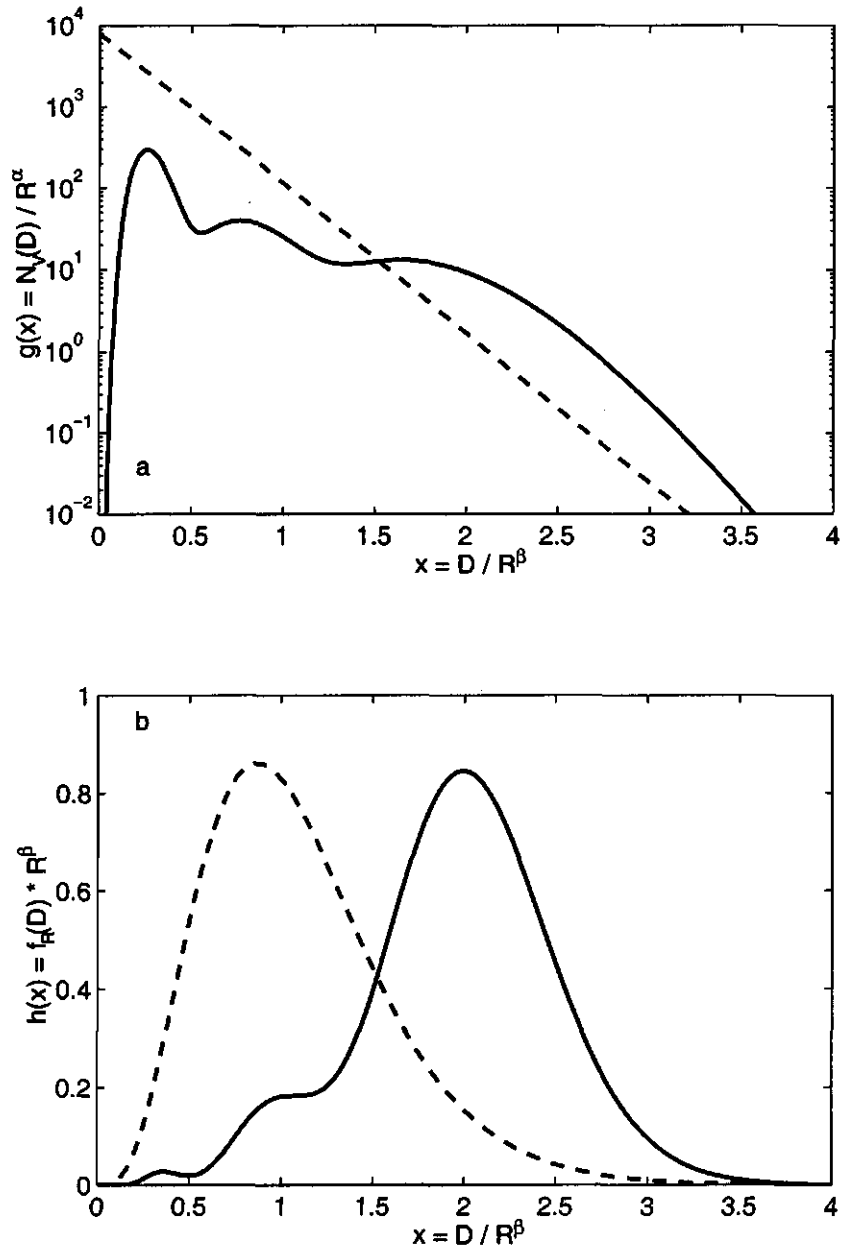 10^4
10^3
10^2
10^1
10^0
10^-1
10^-2
g(x) = N_V(D) / R^α
a
0 0.5 1 1.5 2 2.5 3 3.5 4
x = D / R^β
1
0.8
0.6
0.4
0.2
0
h(x) = f_R(D) * R^β
b
0 0.5 1 1.5 2 2.5 3 3.5 4
x = D / R^β